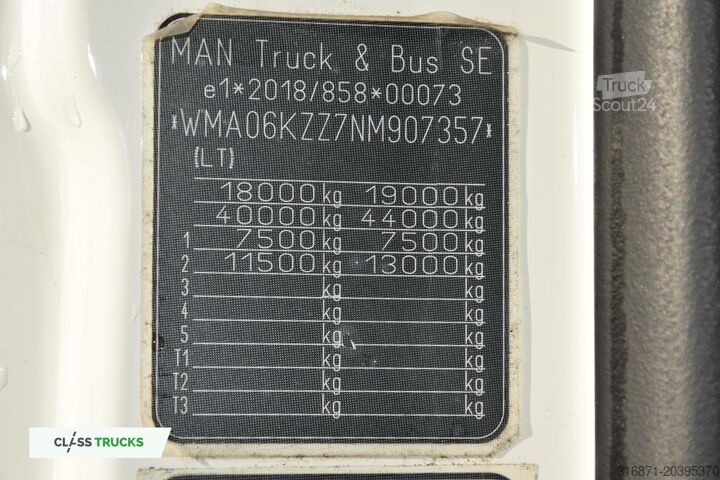 MAN Truck & Bus SE
e1*2018/858*00073
*WMA06KZZ7NM907357*
(LT)
18000 kg 19000 kg
40000 kg 44000 kg
1 7500 kg 7500 kg
2 11500 kg 13000 kg
3 kg kg
4 kg kg
5 kg kg
T1 kg kg
T2 kg kg
T3 kg kg
Truck
Scout24
CLASS TRUCKS
316871-20395370